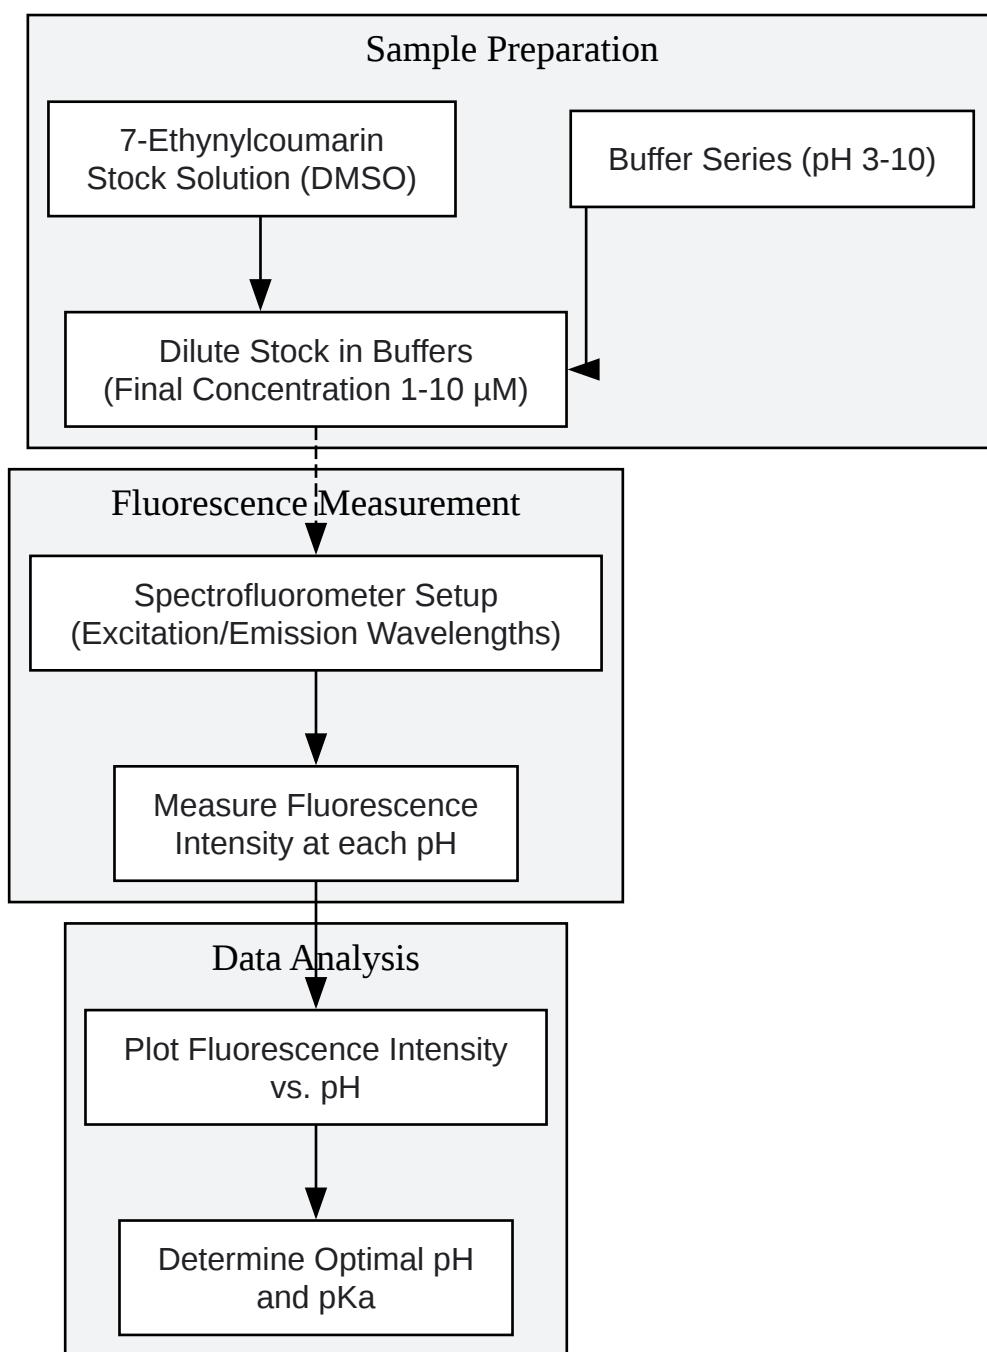 Sample Preparation
7-Ethynylcoumarin
Stock Solution (DMSO)
Buffer Series (pH 3-10)
Dilute Stock in Buffers
(Final Concentration 1-10 µM)
Fluorescence Measurement
Spectrofluorometer Setup
(Excitation/Emission Wavelengths)
Measure Fluorescence
Intensity at each pH
Data Analysis
Plot Fluorescence Intensity
vs. pH
Determine Optimal pH
and pKa